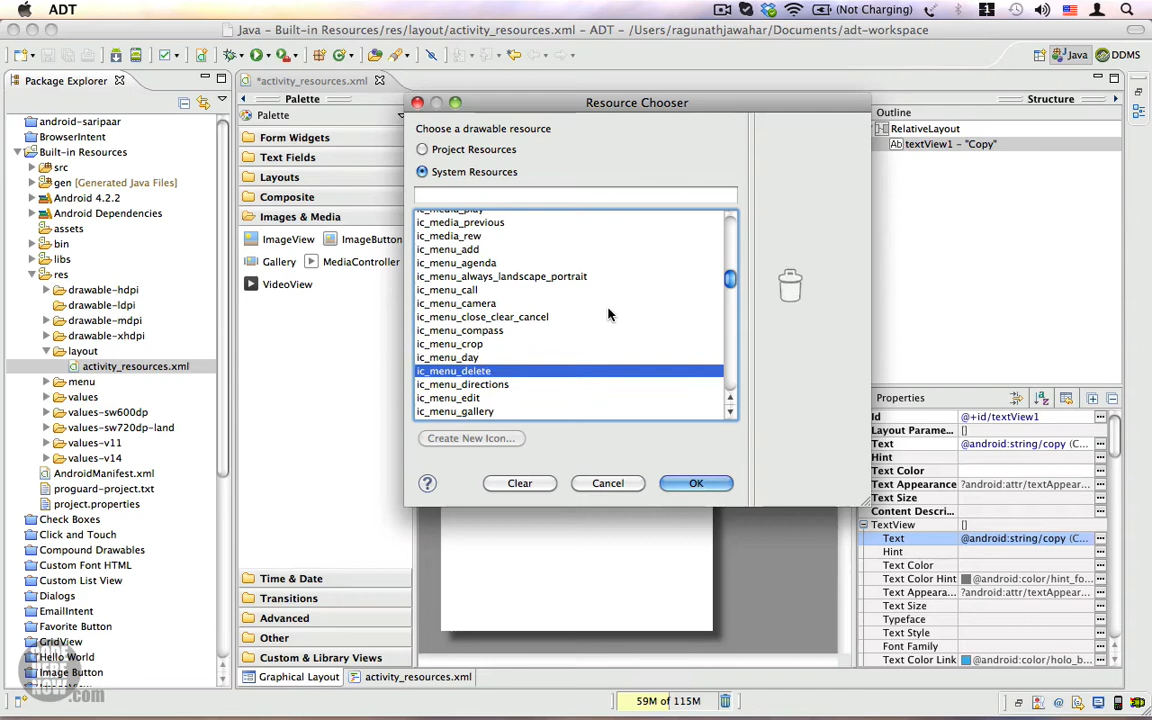 ADT
(Not Charging)
Java – Built-in Resources/res/layout/activity_resources.xml – ADT – /Users/ragunathjawahar/Documents/adt-workspace
Java
DDMS
Package Explorer
android-saripaar
BrowserIntent
Built-in Resources
src
gen [Generated Java Files]
Android 4.2.2
Android Dependencies
assets
bin
libs
res
drawable-hdpi
drawable-ldpi
drawable-mdpi
drawable-xhdpi
layout
activity_resources.xml
menu
values
values-sw600dp
values-sw720dp-land
values-v11
values-v14
AndroidManifest.xml
proguard-project.txt
project.properties
Check Boxes
Click and Touch
Compound Drawables
Custom Font HTML
Custom List View
Dialogs
EmailIntent
Favorite Button
GridView
Hello World
Image Button
.com
*activity_resources.xml
Palette
Palette
Form Widgets
Text Fields
Layouts
Composite
Images & Media
ImageView
ImageButton
Gallery
MediaController
VideoView
Time & Date
Transitions
Advanced
Other
Custom & Library Views
Graphical Layout
activity_resources.xml
Resource Chooser
Choose a drawable resource
Project Resources
System Resources
ic_media_play
ic_media_previous
ic_media_rew
ic_menu_add
ic_menu_agenda
ic_menu_always_landscape_portrait
ic_menu_call
ic_menu_camera
ic_menu_close_clear_cancel
ic_menu_compass
ic_menu_crop
ic_menu_day
ic_menu_delete
ic_menu_directions
ic_menu_edit
ic_menu_gallery
Create New Icon...
?
Clear
Cancel
OK
Structure
Outline
RelativeLayout
Ab textView1 – "Copy"
Properties
Id @+id/textView1
Layout Parame... []
Text @android:string/copy (C...
Hint
Text Color
Text Appearance ?android:attr/textAppear...
Text Size
Content Descri...
TextView []
Text @android:string/copy (C...
Hint
Text Color
Text Color Hint @android:color/hint_fo...
Text Appearan... ?android:attr/textAppear...
Text Size
Typeface
Text Style
Font Family
Text Color Link @android:color/holo_b...
59M of 115M